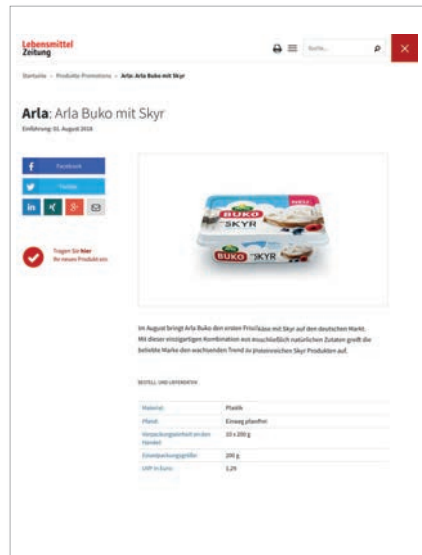 Lebensmittel
Zeitung
Suche...
Startseite > Produkte-Promotions > Arla: Arla Buko mit Skyr
Arla: Arla Buko mit Skyr
Einführung: 01. August 2018
Facebook
Twitter
Tragen Sie hier
Ihr neues Produkt ein
NEU
Arla
BUKO
SKYR
BUKO SKYR
Im August bringt Arla Buko den ersten Frischkäse mit Skyr auf den deutschen Markt.
Mit dieser einzigartigen Kombination aus ausschließlich natürlichen Zutaten greift die
beliebte Marke den wachsenden Trend zu proteinreichen Skyr Produkten auf.
BESTELL- UND LIEFERDATEN
Material: Plastik
Pfand: Einweg pfandfrei
Verpackungseinheit an den
Handel: 10 x 200 g
Einzelpackungsgröße: 200 g
UVP in Euro: 1,29